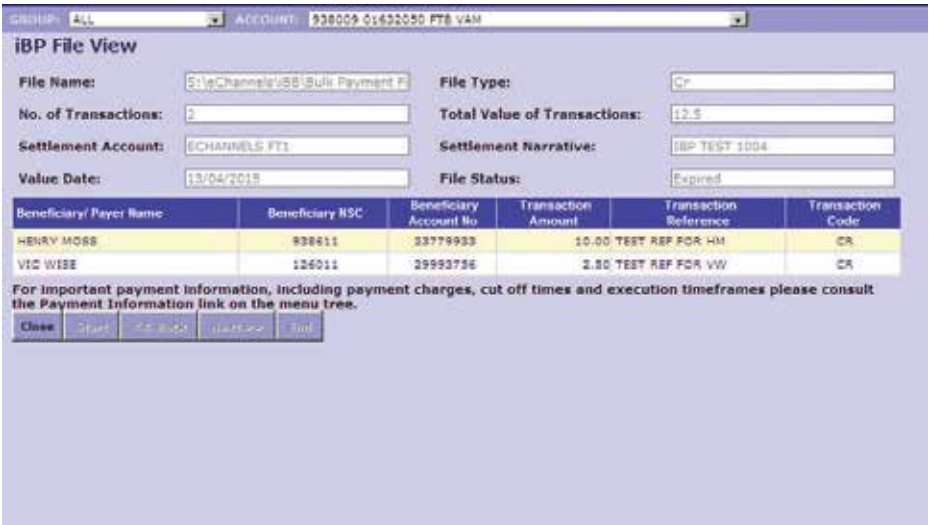 GROUP: ALL ACCOUNT: 938009 01632050 FT8 VAM
iBP File View
File Name: S:\eChannels\iBB\Bulk Payment Fi File Type: Cr
No. of Transactions: 2 Total Value of Transactions: 12.5
Settlement Account: ECHANNELS FT1 Settlement Narrative: IBP TEST 1004
Value Date: 13/04/2015 File Status: Expired
Beneficiary/ Payer Name Beneficiary NSC Beneficiary Account No Transaction Amount Transaction Reference Transaction Code
HENRY MOSS 938611 33779933 10.00 TEST REF FOR HM CR
VIC WISE 126011 29993736 2.50 TEST REF FOR VW CR
For important payment information, including payment charges, cut off times and execution timeframes please consult
the Payment Information link on the menu tree.
Close Start << Back End